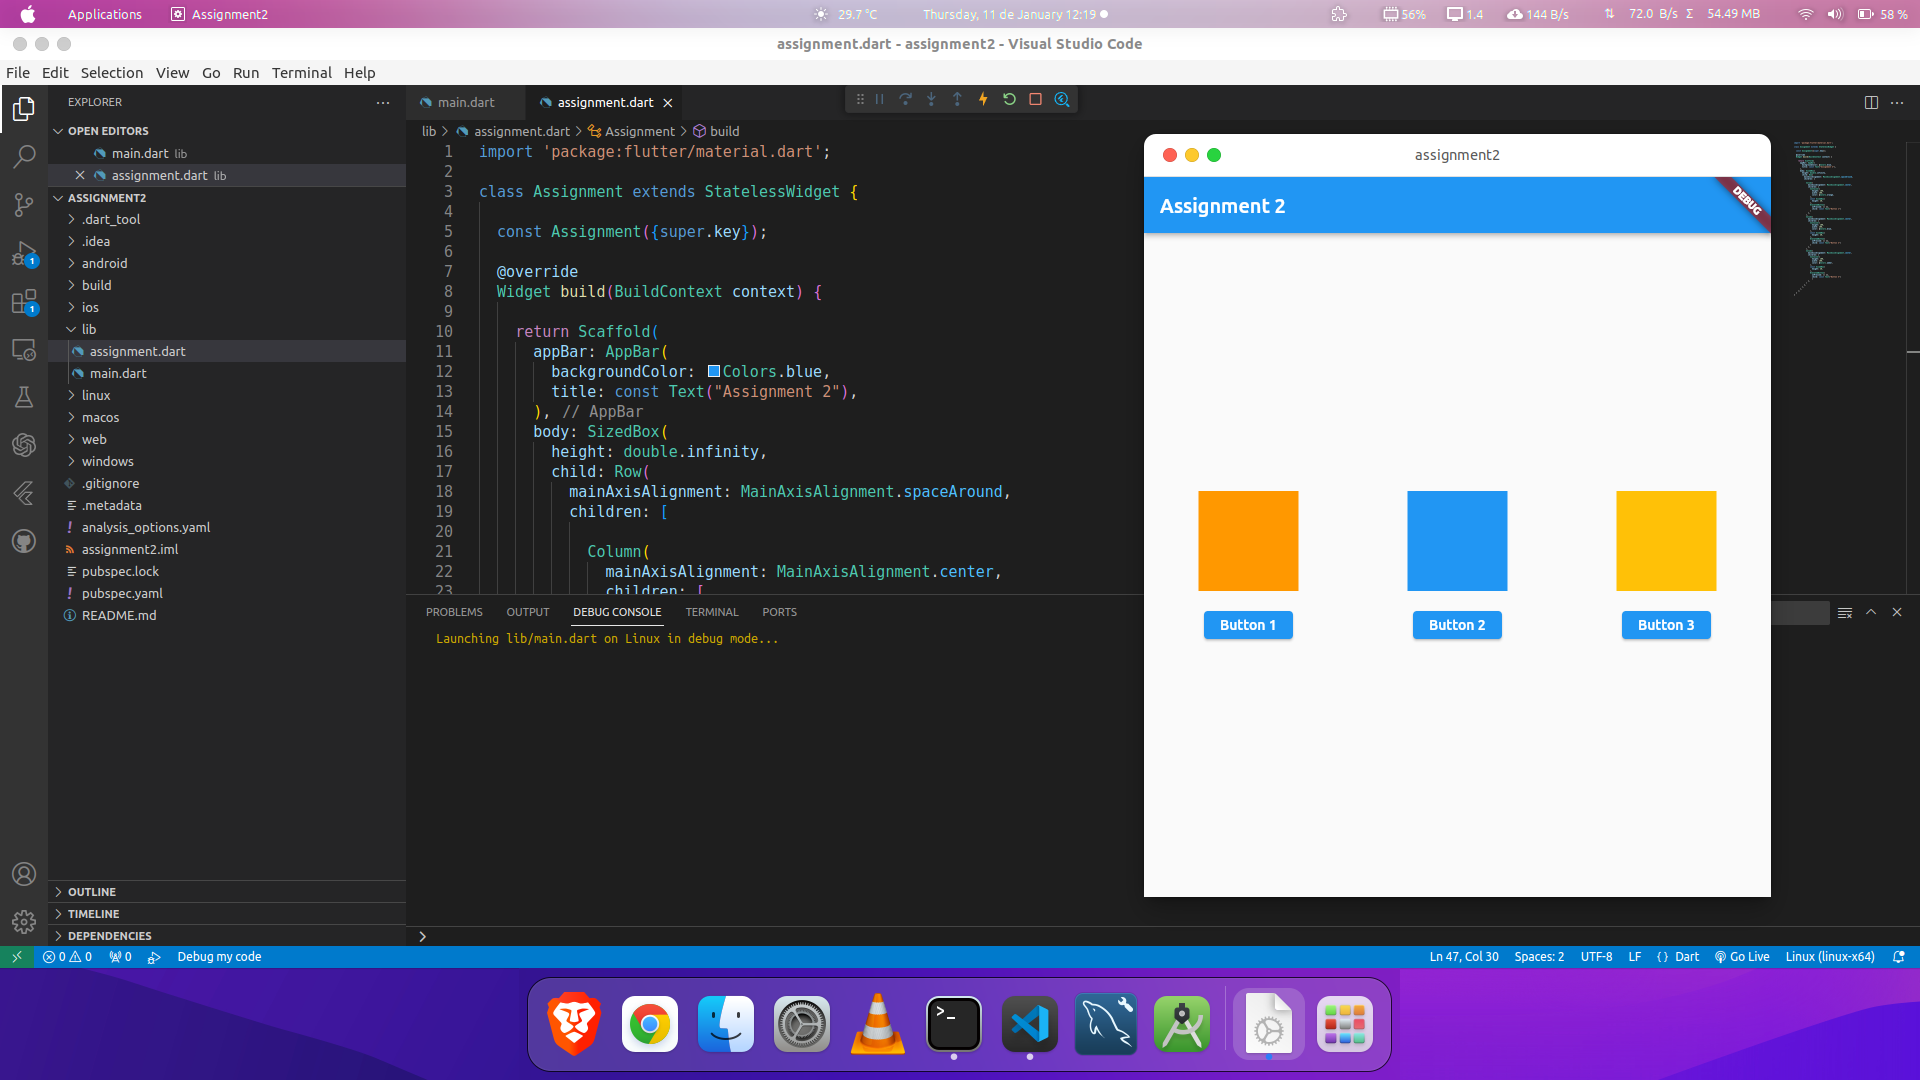 Applications Assignment2 29.7 °C Thursday, 11 de January 12:19 56% 1.4 144 B/s 72.0 B/s Σ 54.49 MB 58 %
assignment.dart - assignment2 - Visual Studio Code
File Edit Selection View Go Run Terminal Help
EXPLORER
OPEN EDITORS
main.dart lib
assignment.dart lib
ASSIGNMENT2
.dart_tool
.idea
android
build
ios
lib
assignment.dart
main.dart
linux
macos
web
windows
.gitignore
.metadata
analysis_options.yaml
assignment2.iml
pubspec.lock
pubspec.yaml
README.md
OUTLINE
TIMELINE
DEPENDENCIES
1
1
main.dart assignment.dart
lib > assignment.dart > Assignment > build
1 import 'package:flutter/material.dart';
2
3 class Assignment extends StatelessWidget {
4
5 const Assignment({super.key});
6
7 @override
8 Widget build(BuildContext context) {
9
10 return Scaffold(
11 appBar: AppBar(
12 backgroundColor: Colors.blue,
13 title: const Text("Assignment 2"),
14 ), // AppBar
15 body: SizedBox(
16 height: double.infinity,
17 child: Row(
18 mainAxisAlignment: MainAxisAlignment.spaceAround,
19 children: [
20
21 Column(
22 mainAxisAlignment: MainAxisAlignment.center,
23 children: [
PROBLEMS OUTPUT DEBUG CONSOLE TERMINAL PORTS
Launching lib/main.dart on Linux in debug mode...
assignment2
Assignment 2
DEBUG
Button 1 Button 2 Button 3
0 0 0 Debug my code Ln 47, Col 30 Spaces: 2 UTF-8 LF {} Dart Go Live Linux (linux-x64)